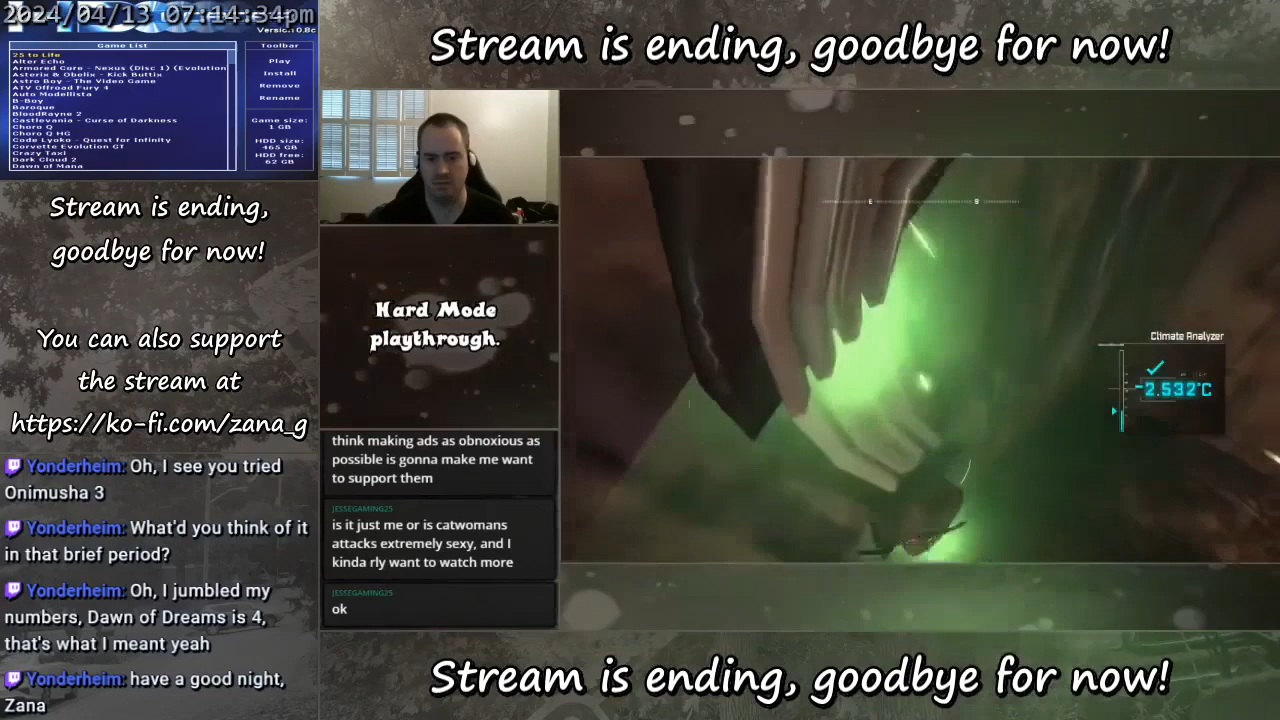 2024/04/13 07:14:34pm
Version 0.8c
Game List
25 to Life
Alter Echo
Armored Core - Nexus (Disc 1) (Evolution
Asterix & Obelix - Kick Buttix
Astro Boy - The Video Game
ATV Offroad Fury 4
Auto Modellista
B-Boy
Baroque
BloodRayne 2
Castlevania - Curse of Darkness
Choro Q
Choro Q HG
Code Lyoko - Quest for Infinity
Corvette Evolution GT
Crazy Taxi
Dark Cloud 2
Dawn of Mana
Toolbar
Play
Install
Remove
Rename
Game size:
1 GB
HDD size:
465 GB
HDD free:
62 GB
Stream is ending, goodbye for now!
Stream is ending,
goodbye for now!
You can also support
the stream at
https://ko-fi.com/zana_g
Yonderheim: Oh, I see you tried
Onimusha 3
Yonderheim: What'd you think of it
in that brief period?
Yonderheim: Oh, I jumbled my
numbers, Dawn of Dreams is 4,
that's what I meant yeah
Yonderheim: have a good night,
Zana
Hard Mode
playthrough.
think making ads as obnoxious as
possible is gonna make me want
to support them
JESSEGAMING25
is it just me or is catwomans
attacks extremely sexy, and I
kinda rly want to watch more
JESSEGAMING25
ok
Climate Analyzer
-2.532°C
Stream is ending, goodbye for now!